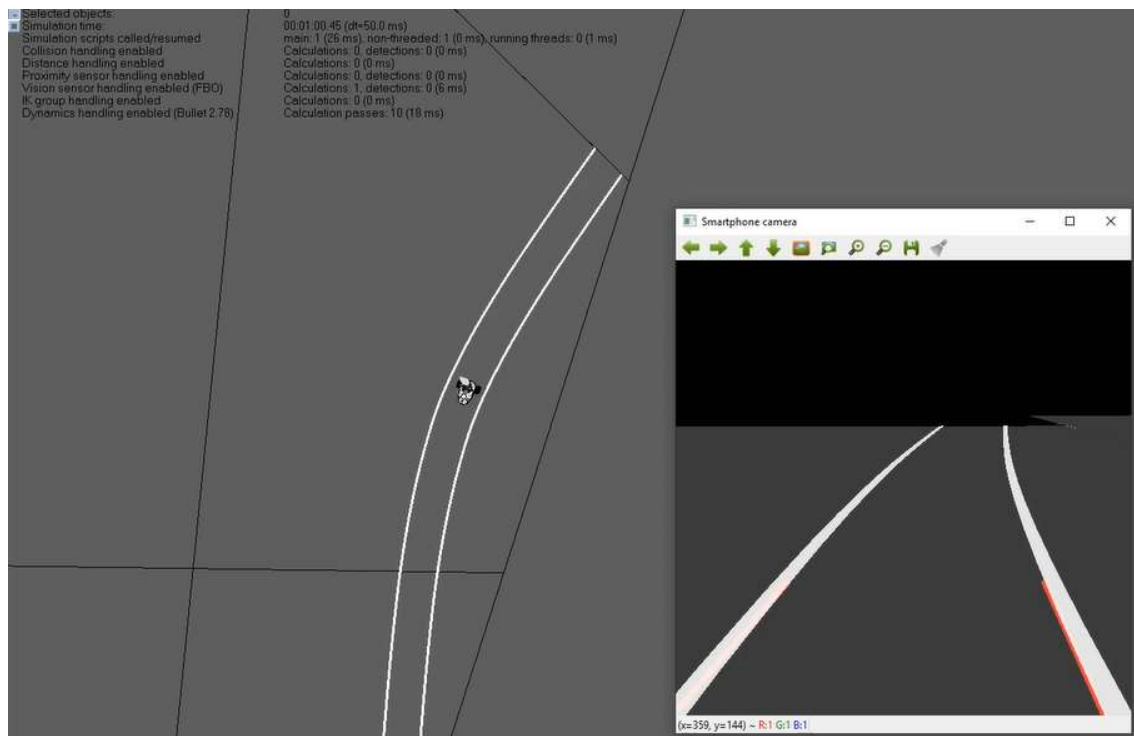 Selected objects: 0
Simulation time: 00:01:00.45 (dt=50.0 ms)
Simulation scripts called/resumed main: 1 (26 ms), non-threaded: 1 (0 ms), running threads: 0 (1 ms)
Collision handling enabled Calculations: 0, detections: 0 (0 ms)
Distance handling enabled Calculations: 0 (0 ms)
Proximity sensor handling enabled Calculations: 0, detections: 0 (0 ms)
Vision sensor handling enabled (FBO) Calculations: 1, detections: 0 (6 ms)
IK group handling enabled Calculations: 0 (0 ms)
Dynamics handling enabled (Bullet 2.78) Calculation passes: 10 (18 ms)
Smartphone camera
(x=359, y=144) ~ R:1 G:1 B:1